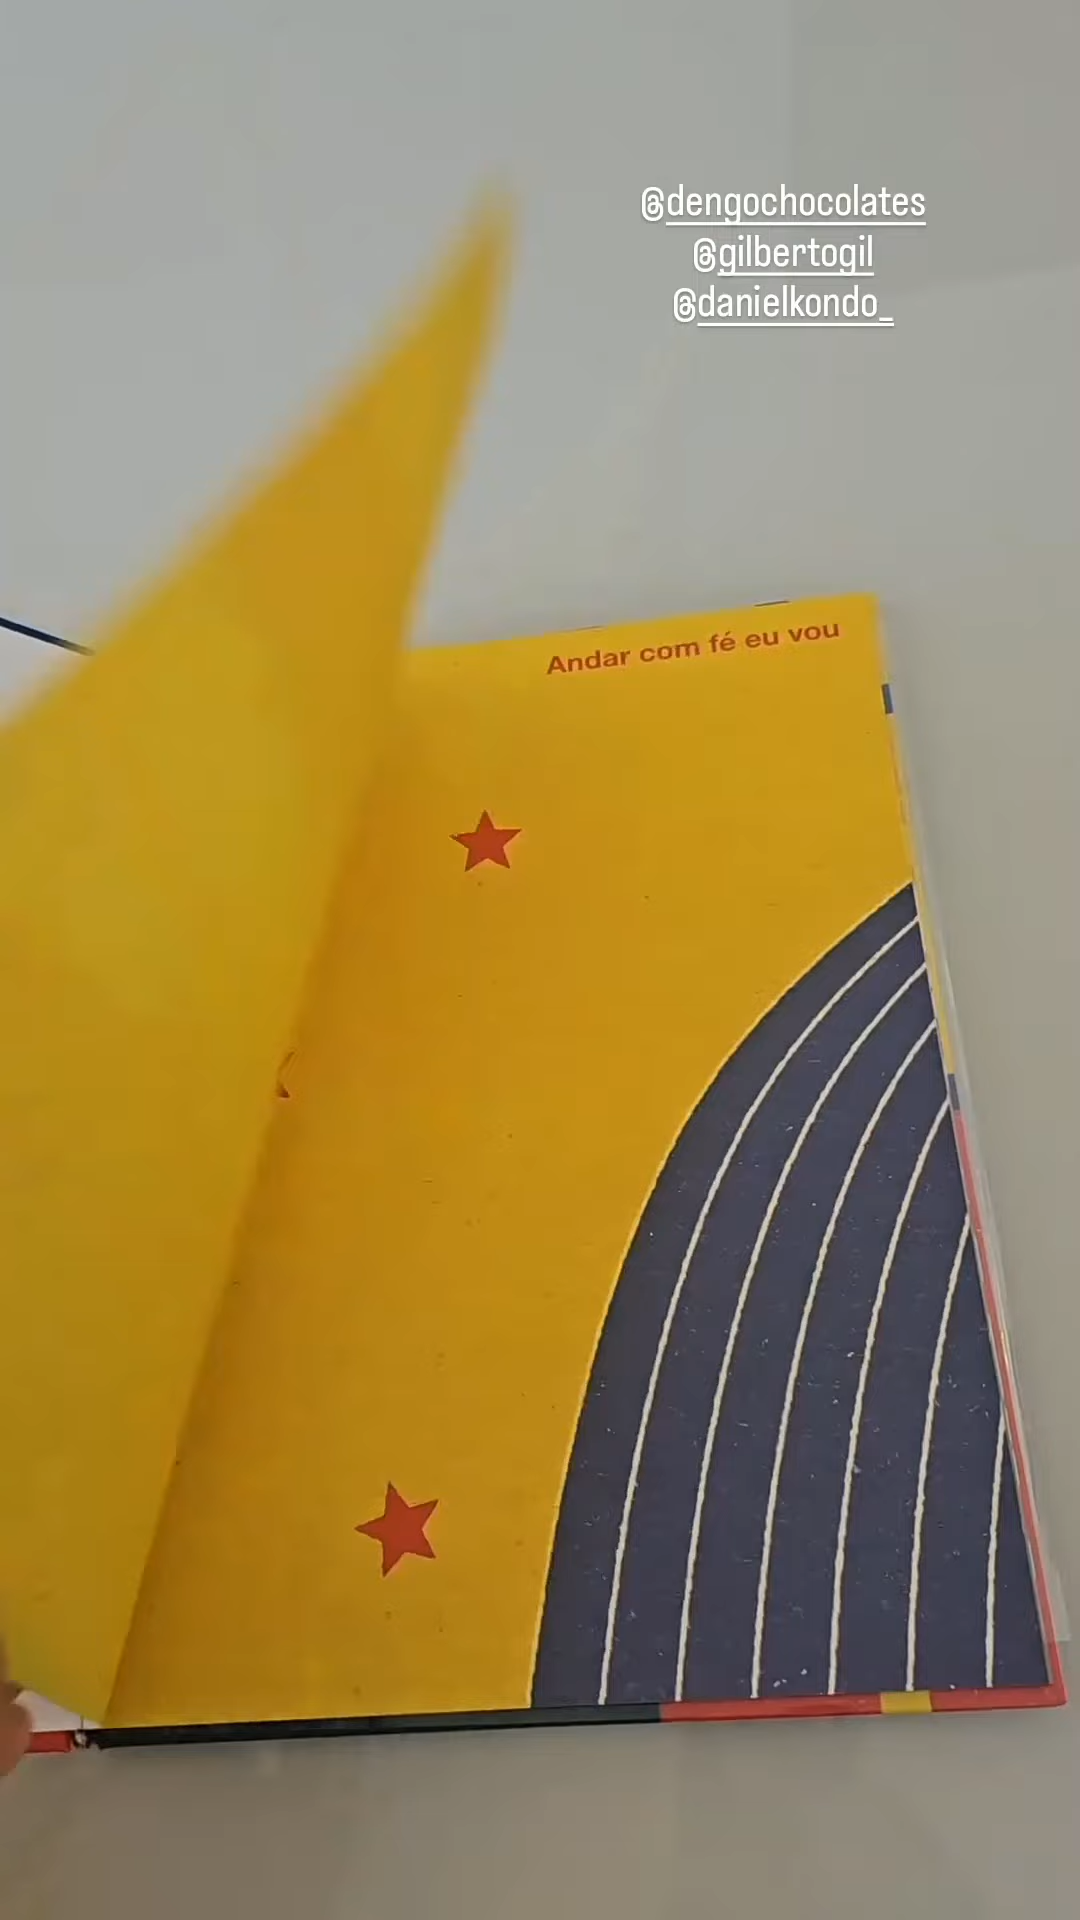 @dengochocolates
@gilbertogil
@danielkondo_
Andar com fé eu vou